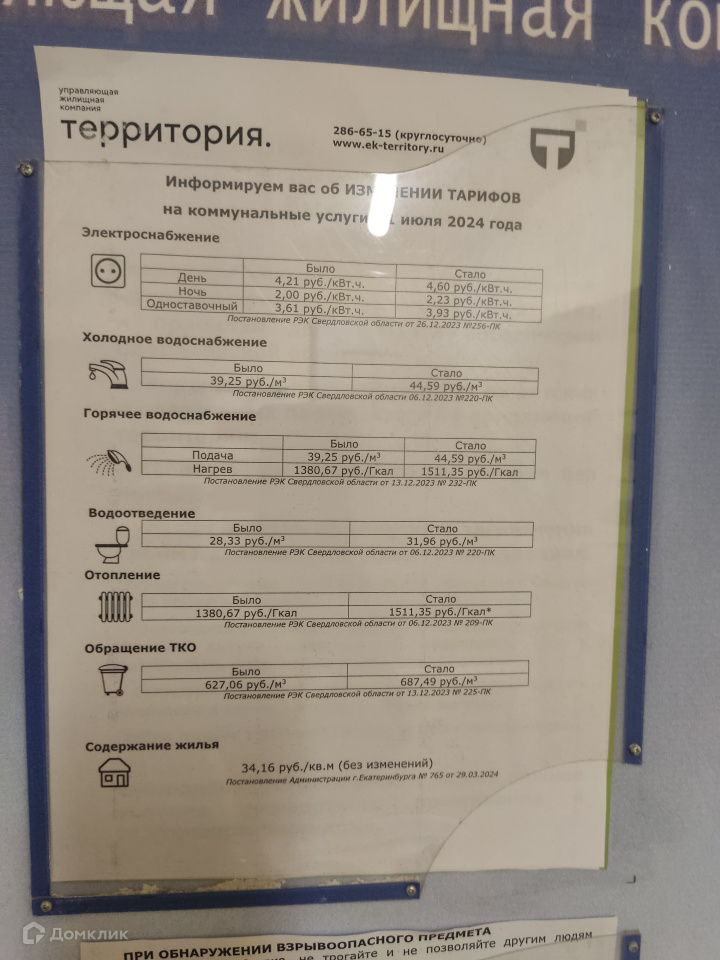 жилищная
управляющая
жилищная
компания
территория.
286-65-15 (круглосуточно)
www.ek-territory.ru
Т
Информируем вас об ТАРИФОВ
на коммунальные услуги июля 2024 года
Электроснабжение
Было Стало
День 4,21 руб./кВт.ч. 4,60 руб./кВт.ч.
Ночь 2,00 руб./кВт.ч. 2,23 руб./кВт.ч.
Одноставочный 3,61 руб./кВт.ч. 3,93 руб./кВт.ч.
Постановление РЭК Свердловской области от 26.12.2023 №256-ПК
Холодное водоснабжение
Было Стало
39,25 руб./м³ 44,59 руб./м³
Постановление РЭК Свердловской области 06.12.2023 №220-ПК
Горячее водоснабжение
Было Стало
Подача 39,25 руб./м³ 44,59 руб./м³
Нагрев 1380,67 руб./Гкал 1511,35 руб./Гкал
Постановление РЭК Свердловской области от 13.12.2023 № 232-ПК
Водоотведение
Было Стало
28,33 руб./м³ 31,96 руб./м³
Постановление РЭК Свердловской области от 06.12.2023 № 220-ПК
Отопление
Было Стало
1380,67 руб./Гкал 1511,35 руб./Гкал*
Постановление РЭК Свердловской области от 06.12.2023 № 209-ПК
Обращение ТКО
Было Стало
627,06 руб./м³ 687,49 руб./м³
Постановление РЭК Свердловской области от 13.12.2023 № 225-ПК
Содержание жилья
34,16 руб./кв.м (без изменений)
Постановление Администрации г.Екатеринбурга № 765 от 29.03.2024
Домклик
ПРИ ОБНАРУЖЕНИИ ВЗРЫВООПАСНОГО ПРЕДМЕТА
не трогайте и не позволяйте другим людям